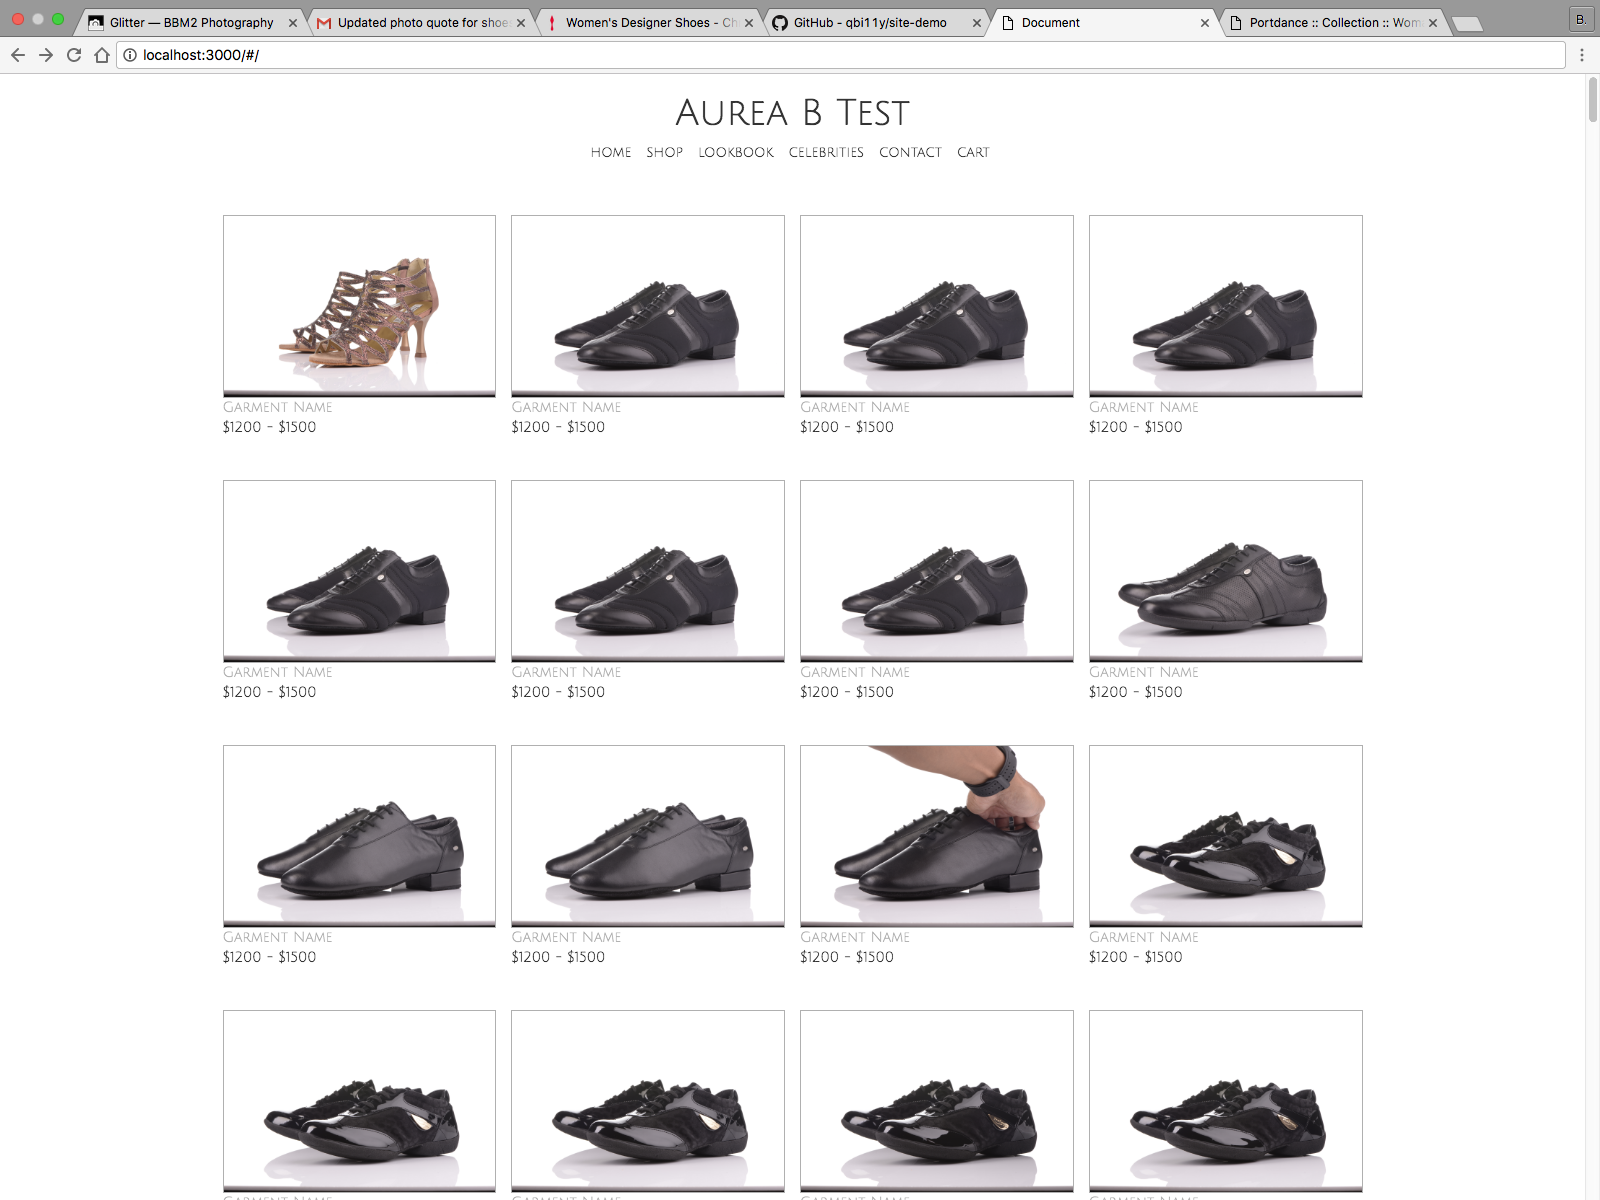 Glitter — BBM2 Photography
Updated photo quote for shoe
Women's Designer Shoes - Ch
GitHub - qbi11y/site-demo
Document
Portdance :: Collection :: Wom
B.
localhost:3000/#/
Aurea B Test
HOME SHOP LOOKBOOK CELEBRITIES CONTACT CART
Garment Name Garment Name Garment Name Garment Name
$1200 - $1500 $1200 - $1500 $1200 - $1500 $1200 - $1500
Garment Name Garment Name Garment Name Garment Name
$1200 - $1500 $1200 - $1500 $1200 - $1500 $1200 - $1500
Garment Name Garment Name Garment Name Garment Name
$1200 - $1500 $1200 - $1500 $1200 - $1500 $1200 - $1500